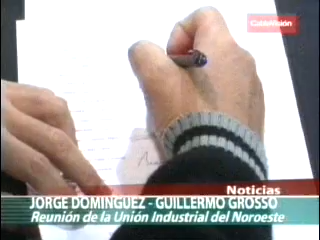 CableVisión
Noticias
JORGE DOMINGUEZ - GUILLERMO GROSSO
Reunión de la Unión Industrial del Noroeste